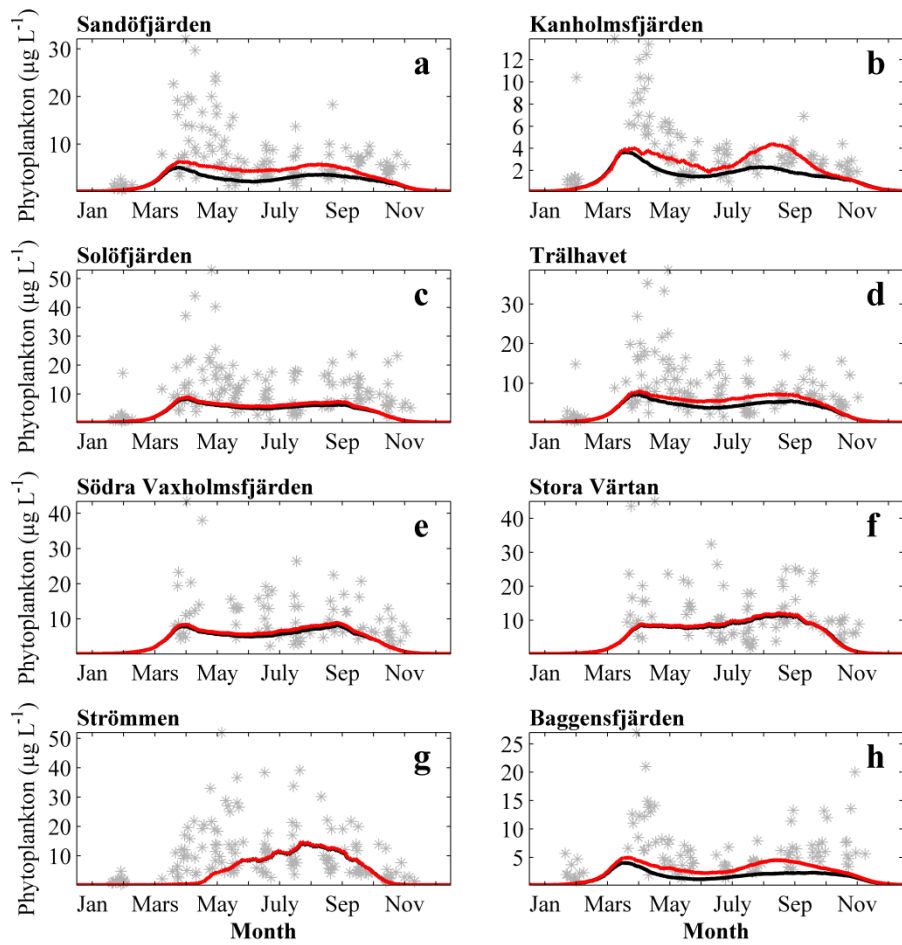 Sandöfjärden
Kanholmsfjärden
Phytoplankton (µg L⁻¹)
30
20
10
a
14
12
10
8
6
4
2
b
Jan Mars May July Sep Nov
Jan Mars May July Sep Nov
Solöfjärden
Trälhavet
Phytoplankton (µg L⁻¹)
50
40
30
20
10
c
30
20
10
d
Jan Mars May July Sep Nov
Jan Mars May July Sep Nov
Södra Vaxholmsfjärden
Stora Värtan
Phytoplankton (µg L⁻¹)
40
30
20
10
e
40
30
20
10
f
Jan Mars May July Sep Nov
Jan Mars May July Sep Nov
Strömmen
Baggensfjärden
Phytoplankton (µg L⁻¹)
50
40
30
20
10
g
25
20
15
10
5
h
Jan Mars May July Sep Nov
Jan Mars May July Sep Nov
Month
Month